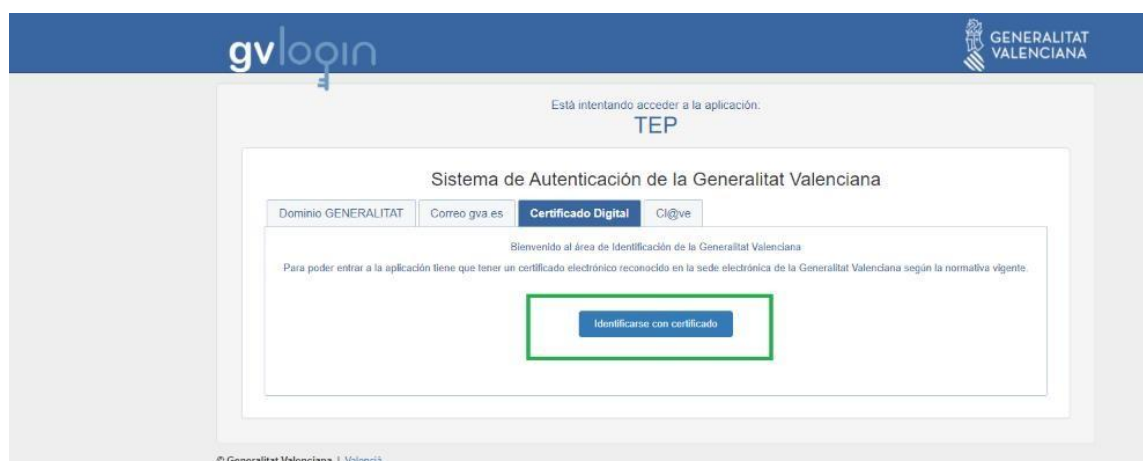 gvlogin
GENERALITAT
VALENCIANA
Está intentando acceder a la aplicación:
TEP
Sistema de Autenticación de la Generalitat Valenciana
Dominio GENERALITAT
Correo gva.es
Certificado Digital
Cl@ve
Bienvenido al área de Identificación de la Generalitat Valenciana
Para poder entrar a la aplicación tiene que tener un certificado electrónico reconocido en la sede electrónica de la Generalitat Valenciana según la normativa vigente.
Identificarse con certificado
© Generalitat Valenciana | Valencià